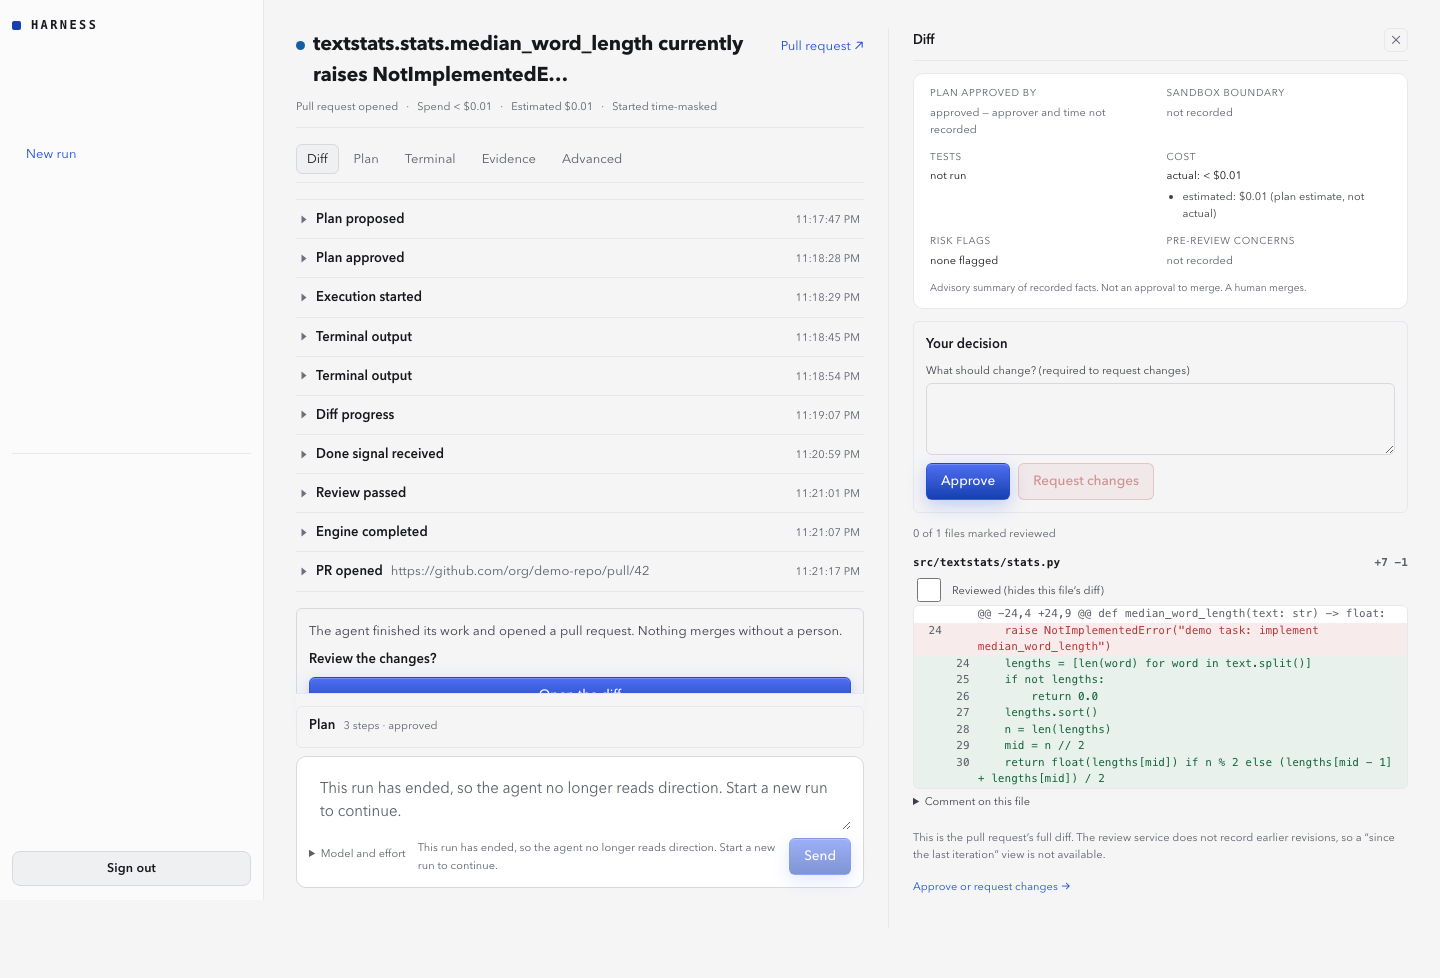 HARNESS
New run
Sign out
textstats.stats.median_word_length currently
raises NotImplementedE...
Pull request ↗
Pull request opened · Spend < $0.01 · Estimated $0.01 · Started time-masked
Diff Plan Terminal Evidence Advanced
Plan proposed 11:17:47 PM
Plan approved 11:18:28 PM
Execution started 11:18:29 PM
Terminal output 11:18:45 PM
Terminal output 11:18:54 PM
Diff progress 11:19:07 PM
Done signal received 11:20:59 PM
Review passed 11:21:01 PM
Engine completed 11:21:07 PM
PR opened https://github.com/org/demo-repo/pull/42 11:21:17 PM
The agent finished its work and opened a pull request. Nothing merges without a person.
Review the changes?
Open the diff
Plan 3 steps · approved
This run has ended, so the agent no longer reads direction. Start a new run
to continue.
Model and effort
This run has ended, so the agent no longer reads direction. Start a new
run to continue.
Send
Diff
PLAN APPROVED BY
approved — approver and time not
recorded
SANDBOX BOUNDARY
not recorded
TESTS
not run
COST
actual: < $0.01
• estimated: $0.01 (plan estimate, not
actual)
RISK FLAGS
none flagged
PRE-REVIEW CONCERNS
not recorded
Advisory summary of recorded facts. Not an approval to merge. A human merges.
Your decision
What should change? (required to request changes)
Approve Request changes
0 of 1 files marked reviewed
src/textstats/stats.py +7 −1
Reviewed (hides this file's diff)
@@ −24,4 +24,9 @@ def median_word_length(text: str) −> float:
24 raise NotImplementedError("demo task: implement
median_word_length")
24 lengths = [len(word) for word in text.split()]
25 if not lengths:
26 return 0.0
27 lengths.sort()
28 n = len(lengths)
29 mid = n // 2
30 return float(lengths[mid]) if n % 2 else (lengths[mid − 1]
+ lengths[mid]) / 2
Comment on this file
This is the pull request's full diff. The review service does not record earlier revisions, so a "since
the last iteration" view is not available.
Approve or request changes →